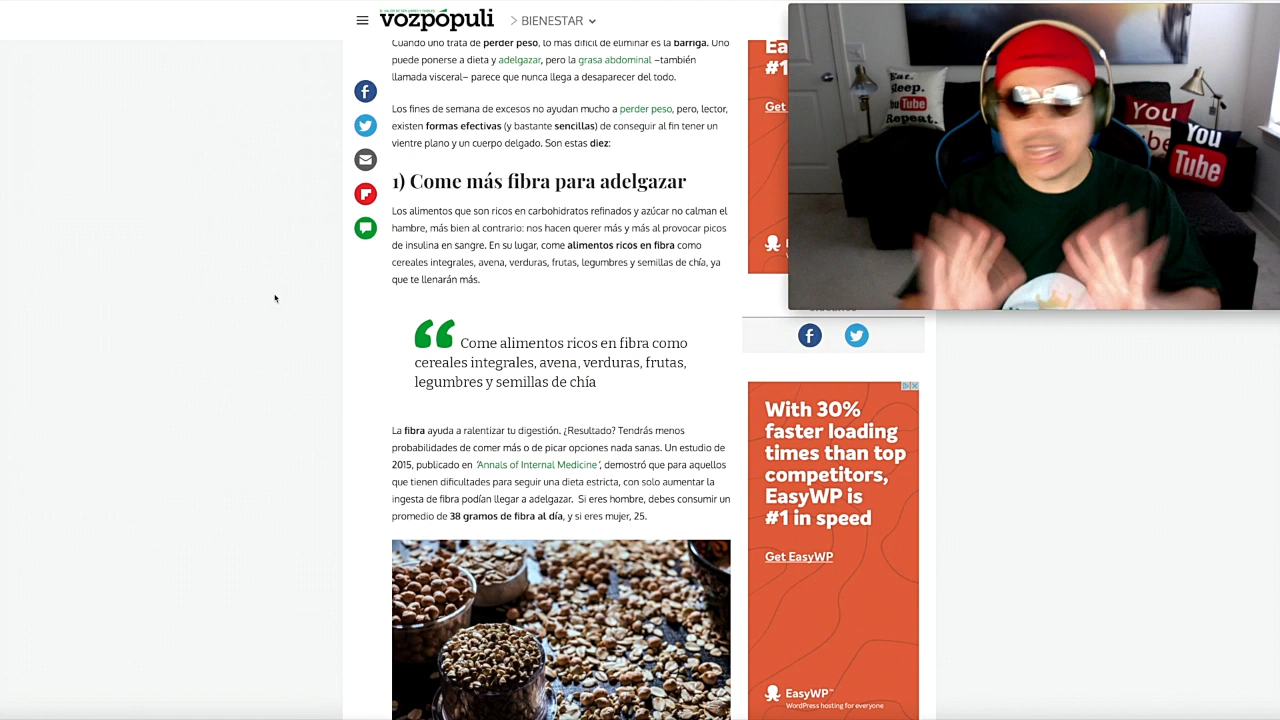 EL VALOR DE SER LIBRES Y FIABLES
vozpópuli
BIENESTAR
Cuando uno trata de perder peso, lo más difícil de eliminar es la barriga. Uno
puede ponerse a dieta y adelgazar, pero la grasa abdominal –también
llamada visceral– parece que nunca llega a desaparecer del todo.
Los fines de semana de excesos no ayudan mucho a perder peso, pero, lector,
existen formas efectivas (y bastante sencillas) de conseguir al fin tener un
vientre plano y un cuerpo delgado. Son estas diez:
1) Come más fibra para adelgazar
Los alimentos que son ricos en carbohidratos refinados y azúcar no calman el
hambre, más bien al contrario: nos hacen querer más y más al provocar picos
de insulina en sangre. En su lugar, come alimentos ricos en fibra como
cereales integrales, avena, verduras, frutas, legumbres y semillas de chía, ya
que te llenarán más.
Come alimentos ricos en fibra como
cereales integrales, avena, verduras, frutas,
legumbres y semillas de chía
La fibra ayuda a ralentizar tu digestión. ¿Resultado? Tendrás menos
probabilidades de comer más o de picar opciones nada sanas. Un estudio de
2015, publicado en 'Annals of Internal Medicine', demostró que para aquellos
que tienen dificultades para seguir una dieta estricta, con solo aumentar la
ingesta de fibra podían llegar a adelgazar. Si eres hombre, debes consumir un
promedio de 38 gramos de fibra al día, y si eres mujer, 25.
Ea
#1
Get
Eat.
Sleep.
YouTube
Repeat.
You
be
You
Tube
With 30%
faster loading
times than top
competitors,
EasyWP is
#1 in speed
Get EasyWP
EasyWP™
WordPress hosting for everyone